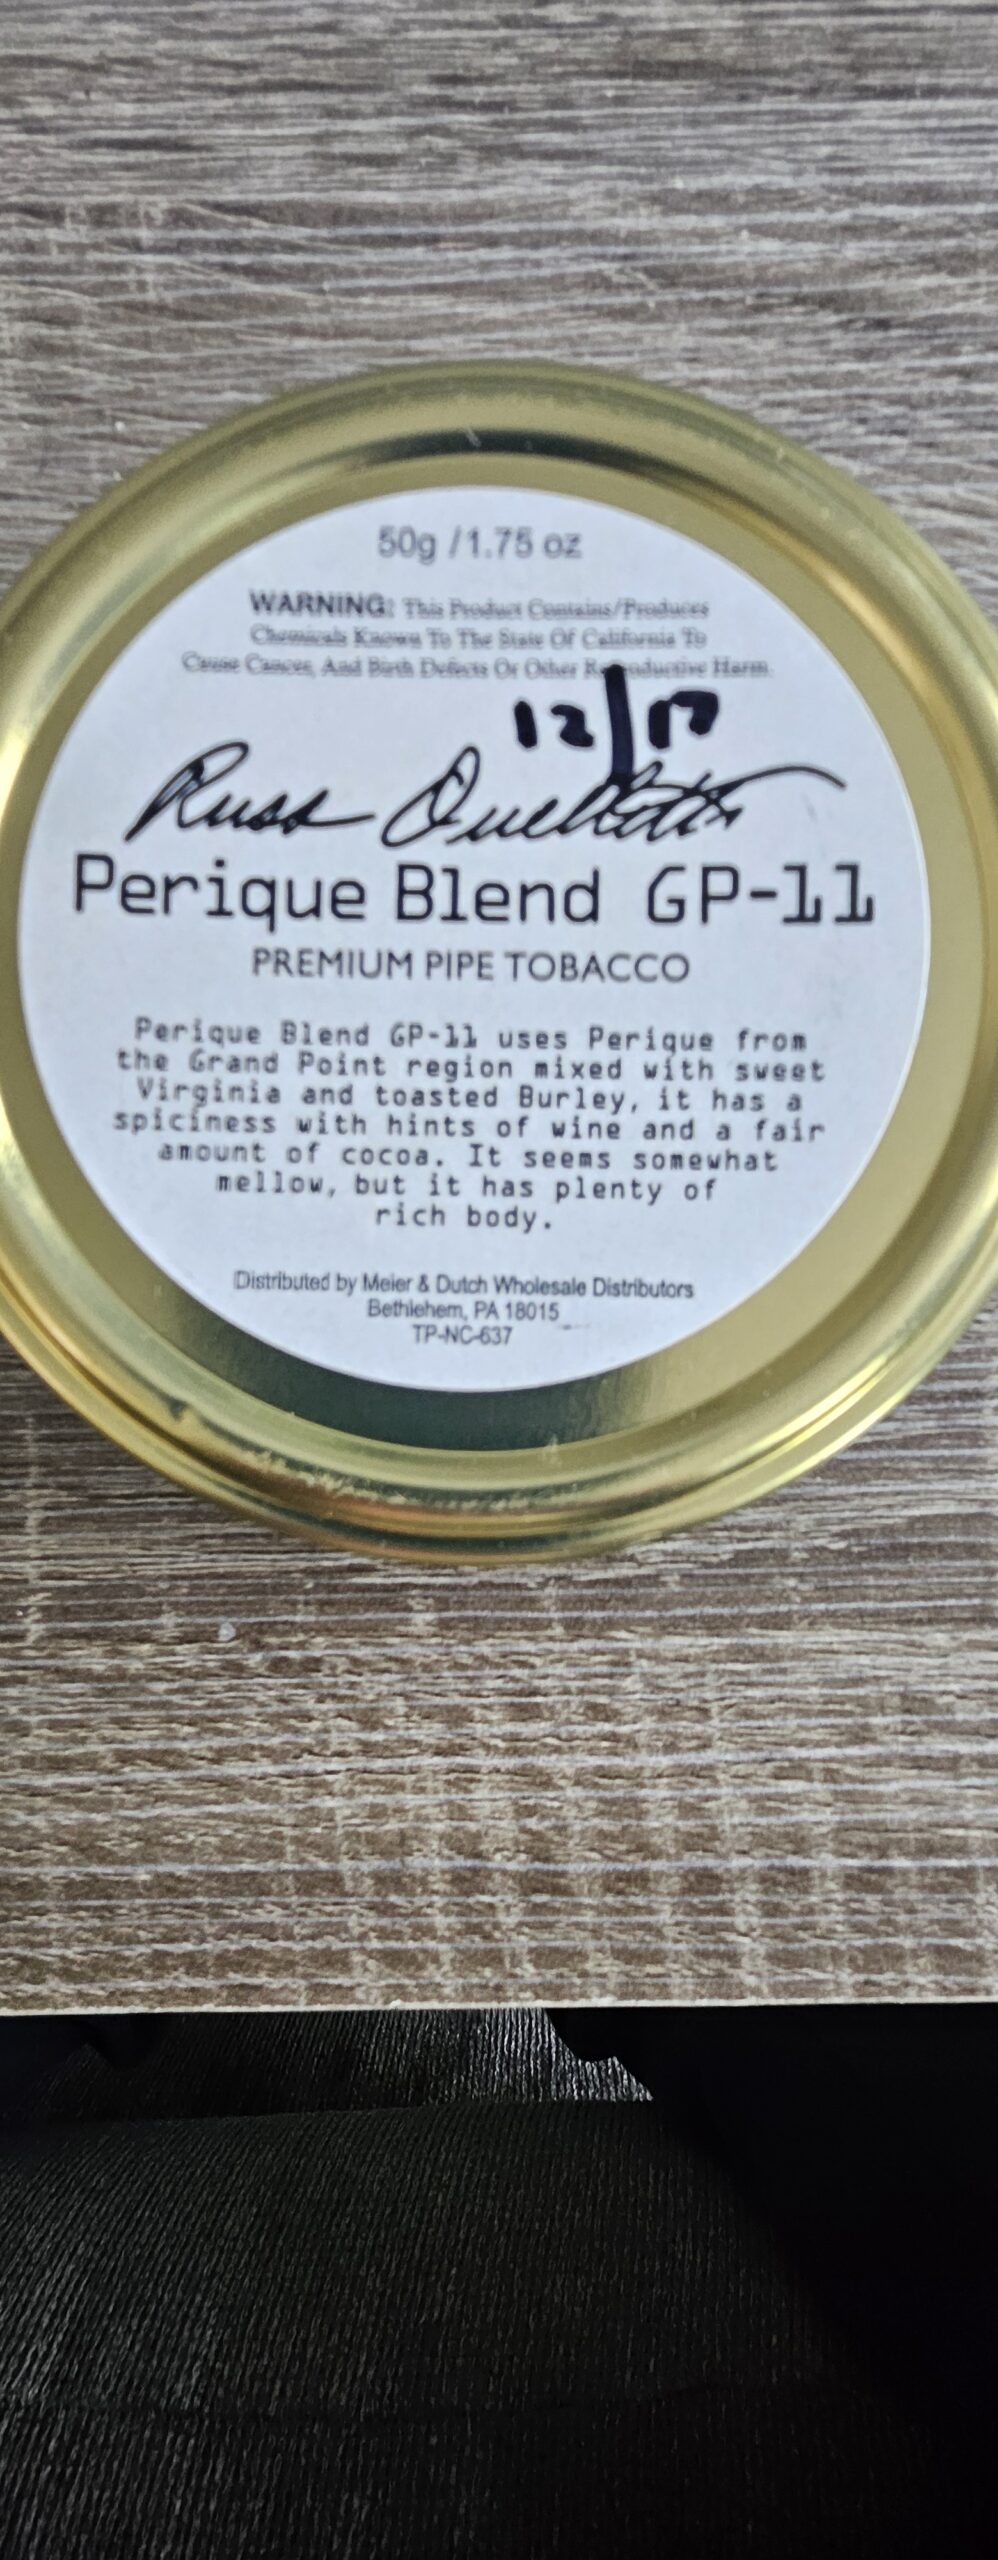 50g / 1.75 oz
WARNING: This Product Contains/Produces
Chemicals Known To The State Of California To
Cause Cancer, And Birth Defects Or Other Reproductive Harm.
12/17
Russ Ouellette
Perique Blend GP-11
PREMIUM PIPE TOBACCO
Perique Blend GP-11 uses Perique from
the Grand Point region mixed with sweet
Virginia and toasted Burley, it has a
spiciness with hints of wine and a fair
amount of cocoa. It seems somewhat
mellow, but it has plenty of
rich body.
Distributed by Meier & Dutch Wholesale Distributors
Bethlehem, PA 18015
TP-NC-637